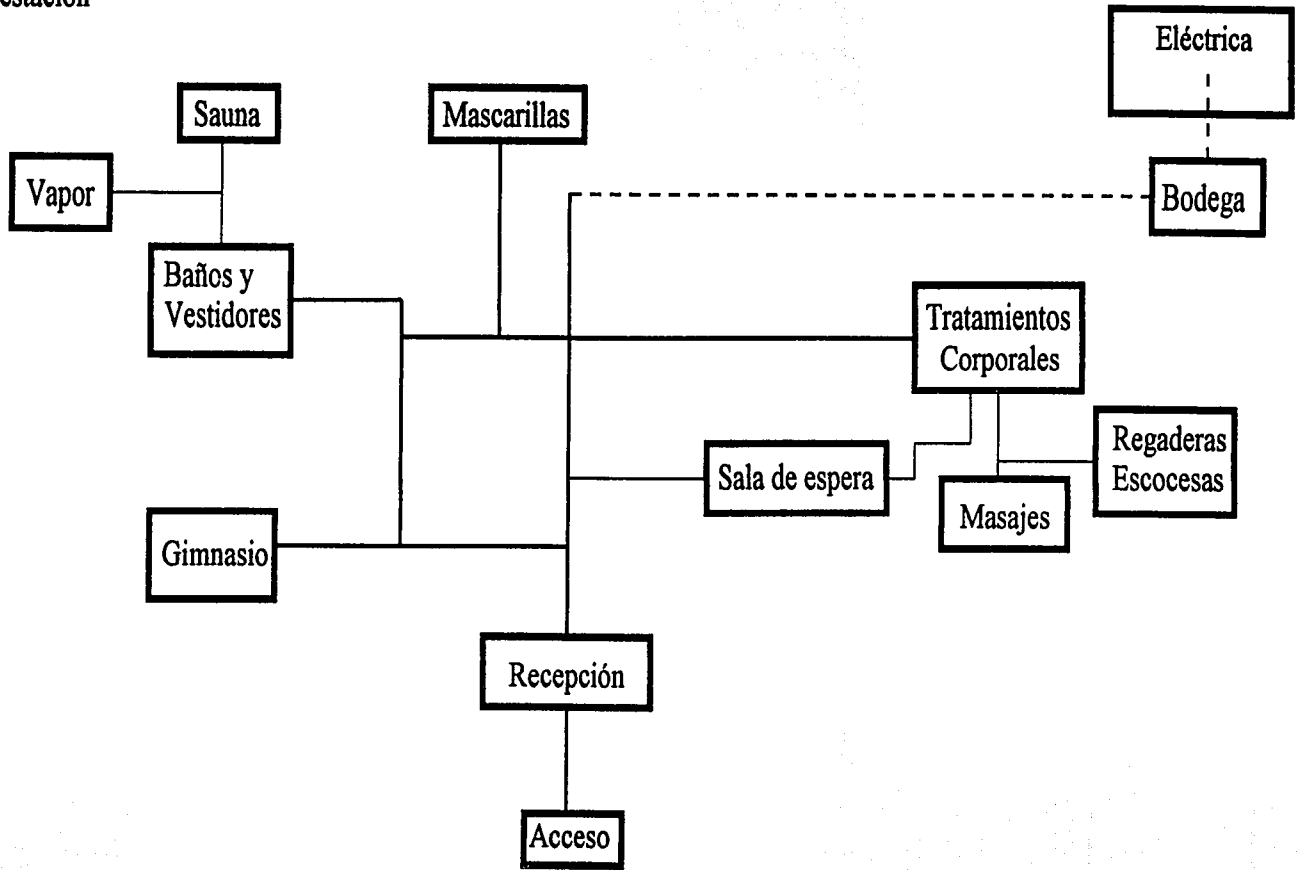 Eléctrica
Sauna
Mascarillas
Vapor
Bodega
Baños y
Vestidores
Tratamientos
Corporales
Regaderas
Escocesas
Sala de espera
Masajes
Gimnasio
Recepción
Acceso